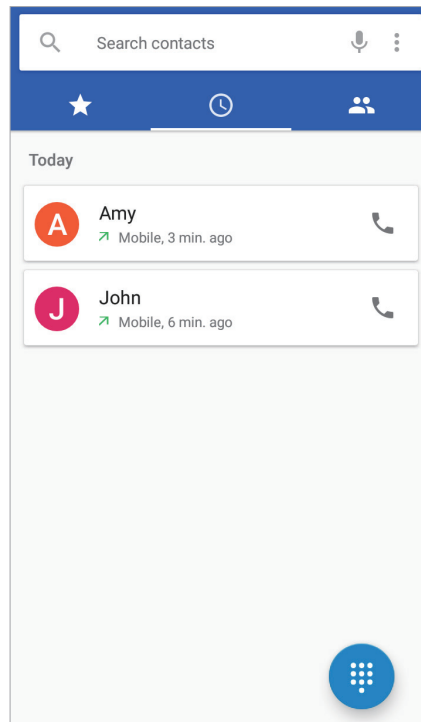 Search contacts
Today
A
Amy
Mobile, 3 min. ago
J
John
Mobile, 6 min. ago